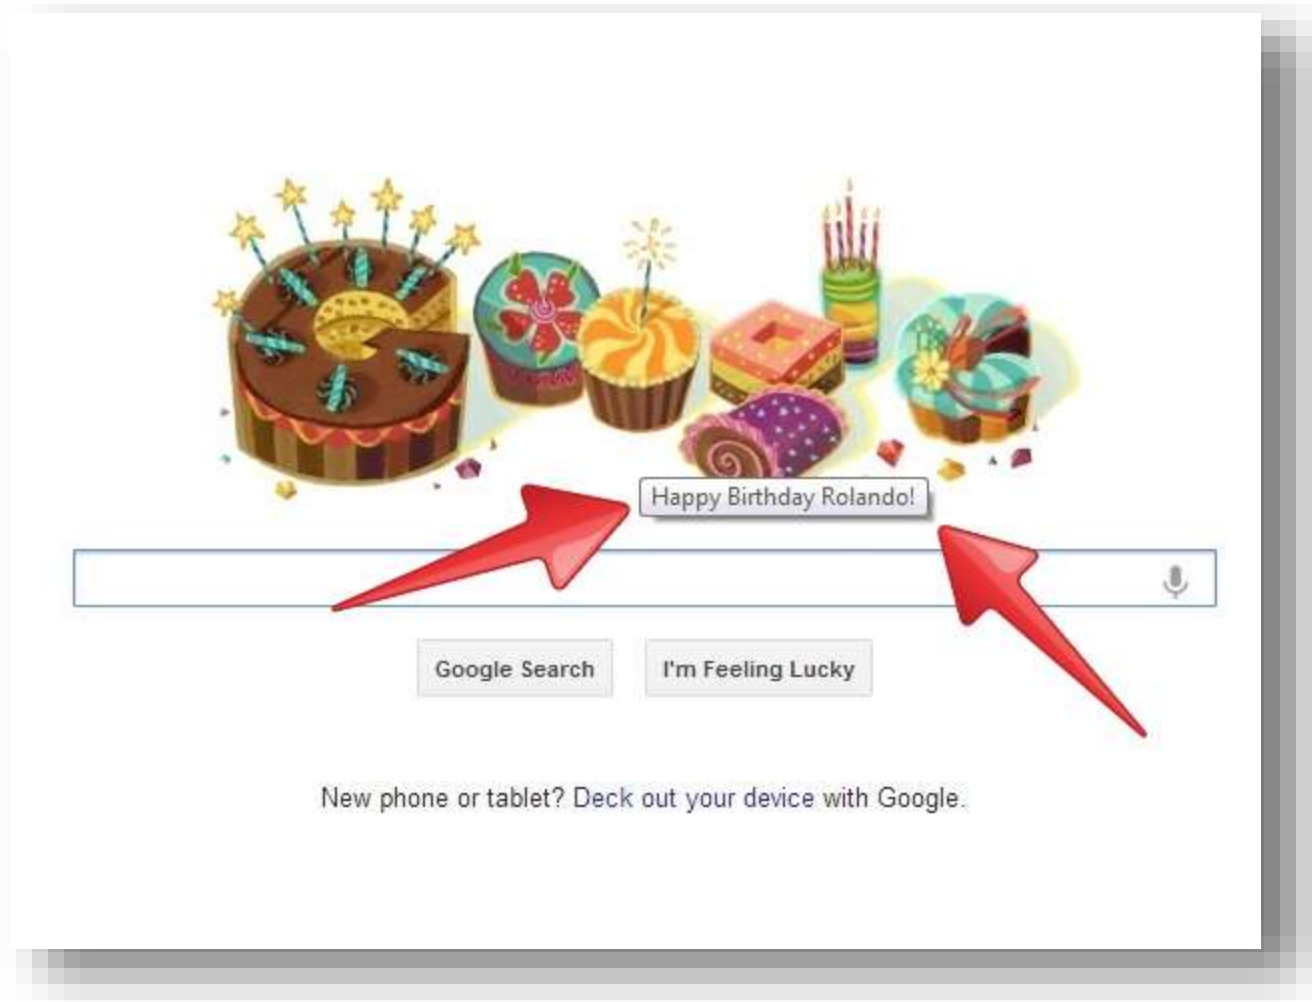 Happy Birthday Rolando!
Google Search
I'm Feeling Lucky
New phone or tablet? Deck out your device with Google.